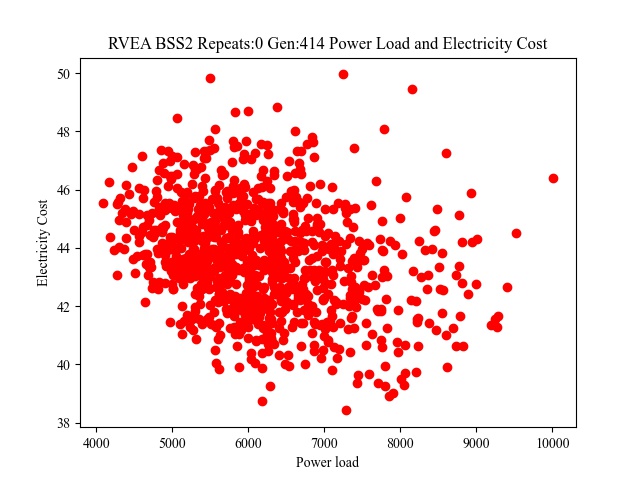 RVEA BSS2 Repeats:0 Gen:414 Power Load and Electricity Cost
50
48
46
44
42
40
38
Electricity Cost
4000 5000 6000 7000 8000 9000 10000
Power load